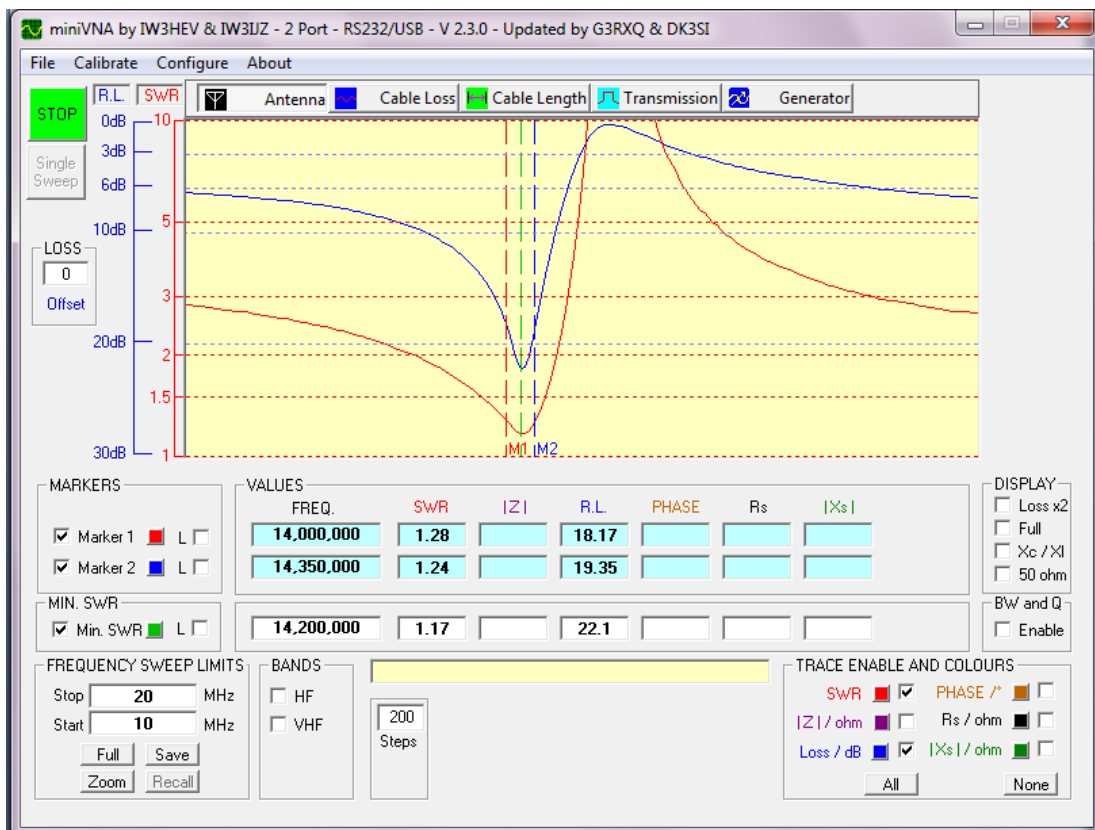 miniVNA by IW3HEV & IW3IJZ - 2 Port - RS232/USB - V 2.3.0 - Updated by G3RXQ & DK3SI
File Calibrate Configure About
STOP R.L. SWR Antenna Cable Loss Cable Length Transmission Generator
0dB 10
3dB
Single
Sweep
6dB
5
10dB
LOSS
0
Offset
3
20dB
2
1.5
30dB 1
M1 M2
MARKERS VALUES DISPLAY
FREQ. SWR |Z| R.L. PHASE Rs |Xs|
Loss x2
Marker 1 L 14,000,000 1.28 18.17 Full
Xc / Xl
Marker 2 L 14,350,000 1.24 19.35 50 ohm
MIN. SWR BW and Q
Min. SWR L 14,200,000 1.17 22.1 Enable
FREQUENCY SWEEP LIMITS BANDS TRACE ENABLE AND COLOURS
Stop 20 MHz HF SWR PHASE /°
Start 10 MHz VHF 200 |Z| / ohm Rs / ohm
Steps
Full Save Loss / dB |Xs| / ohm
Zoom Recall All None